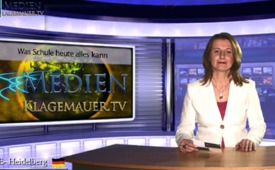 MEDIEN
KLAGEMAUER.TV
Was Schule heute alles kann
MEDIEN
KLAGEMAUER.TV
Heidelberg